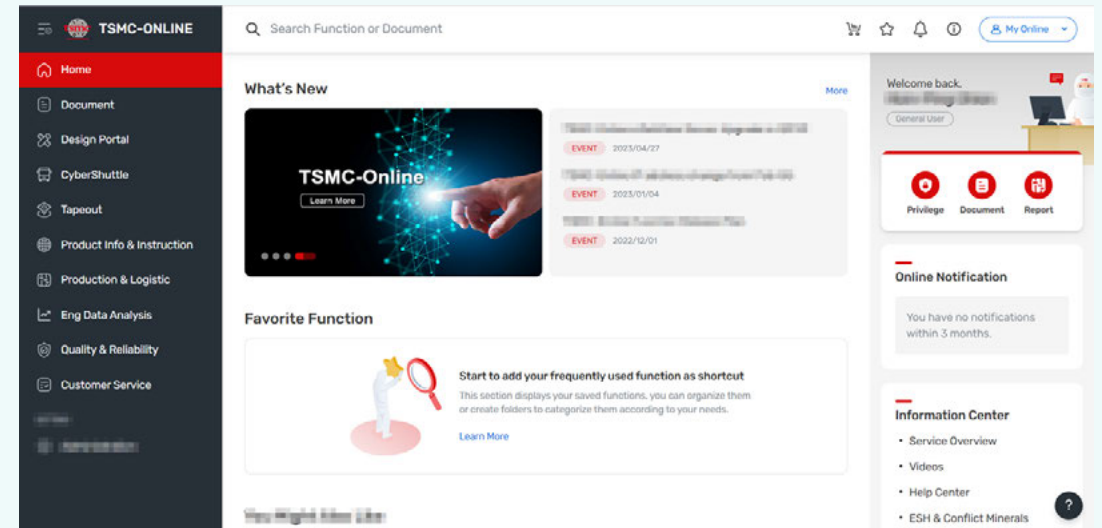 TSMC-ONLINE
Search Function or Document
My Online
Home
Document
Design Portal
CyberShuttle
Tapeout
Product Info & Instruction
Production & Logistic
Eng Data Analysis
Quality & Reliability
Customer Service
What's New
More
TSMC-Online
Learn More
EVENT 2023/04/27
EVENT 2023/01/04
EVENT 2022/12/01
Favorite Function
Start to add your frequently used function as shortcut
This section displays your saved functions, you can organize them
or create folders to categorize them according to your needs.
Learn More
Welcome back,
General User
Privilege Document Report
Online Notification
You have no notifications
within 3 months.
Information Center
• Service Overview
• Videos
• Help Center
• ESH & Conflict Minerals
?